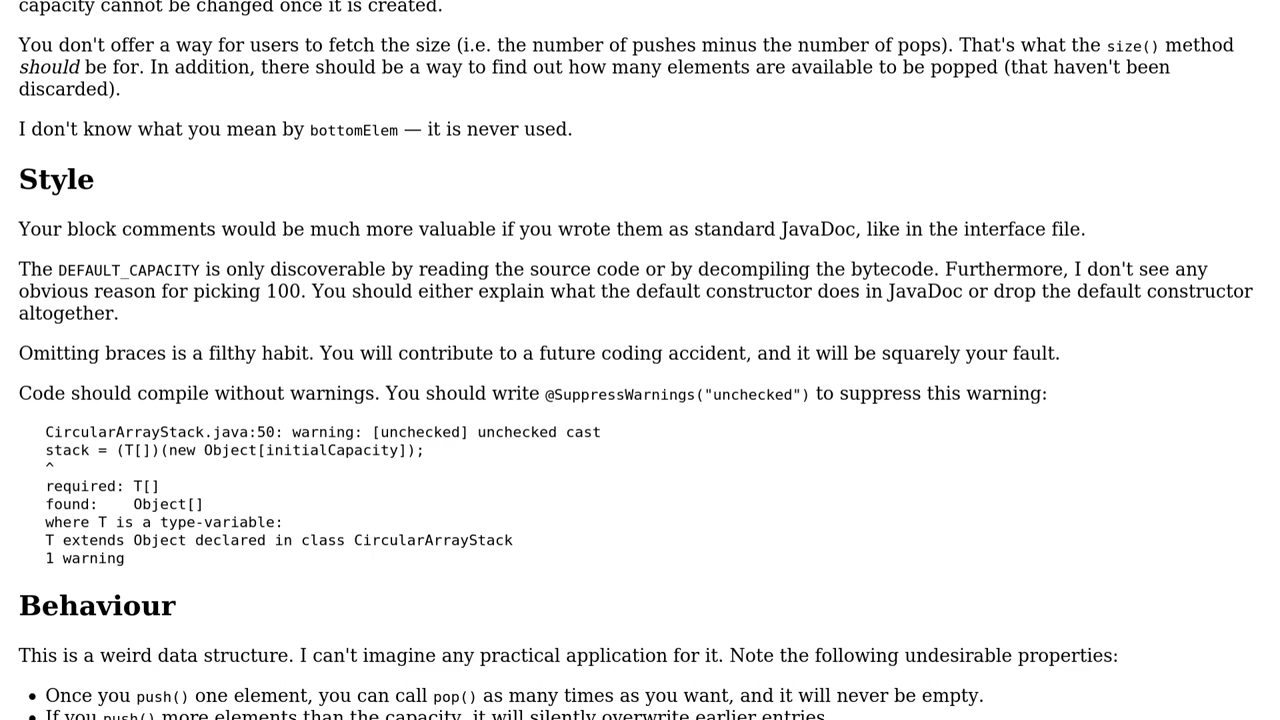 capacity cannot be changed once it is created.
You don't offer a way for users to fetch the size (i.e. the number of pushes minus the number of pops). That's what the size() method
should be for. In addition, there should be a way to find out how many elements are available to be popped (that haven't been
discarded).
I don't know what you mean by bottomElem — it is never used.
Style
Your block comments would be much more valuable if you wrote them as standard JavaDoc, like in the interface file.
The DEFAULT_CAPACITY is only discoverable by reading the source code or by decompiling the bytecode. Furthermore, I don't see any
obvious reason for picking 100. You should either explain what the default constructor does in JavaDoc or drop the default constructor
altogether.
Omitting braces is a filthy habit. You will contribute to a future coding accident, and it will be squarely your fault.
Code should compile without warnings. You should write @SuppressWarnings("unchecked") to suppress this warning:
CircularArrayStack.java:50: warning: [unchecked] unchecked cast
stack = (T[])(new Object[initialCapacity]);
^
required: T[]
found:    Object[]
where T is a type-variable:
T extends Object declared in class CircularArrayStack
1 warning
Behaviour
This is a weird data structure. I can't imagine any practical application for it. Note the following undesirable properties:
• Once you push() one element, you can call pop() as many times as you want, and it will never be empty.
• If you push() more elements than the capacity, it will silently overwrite earlier entries.